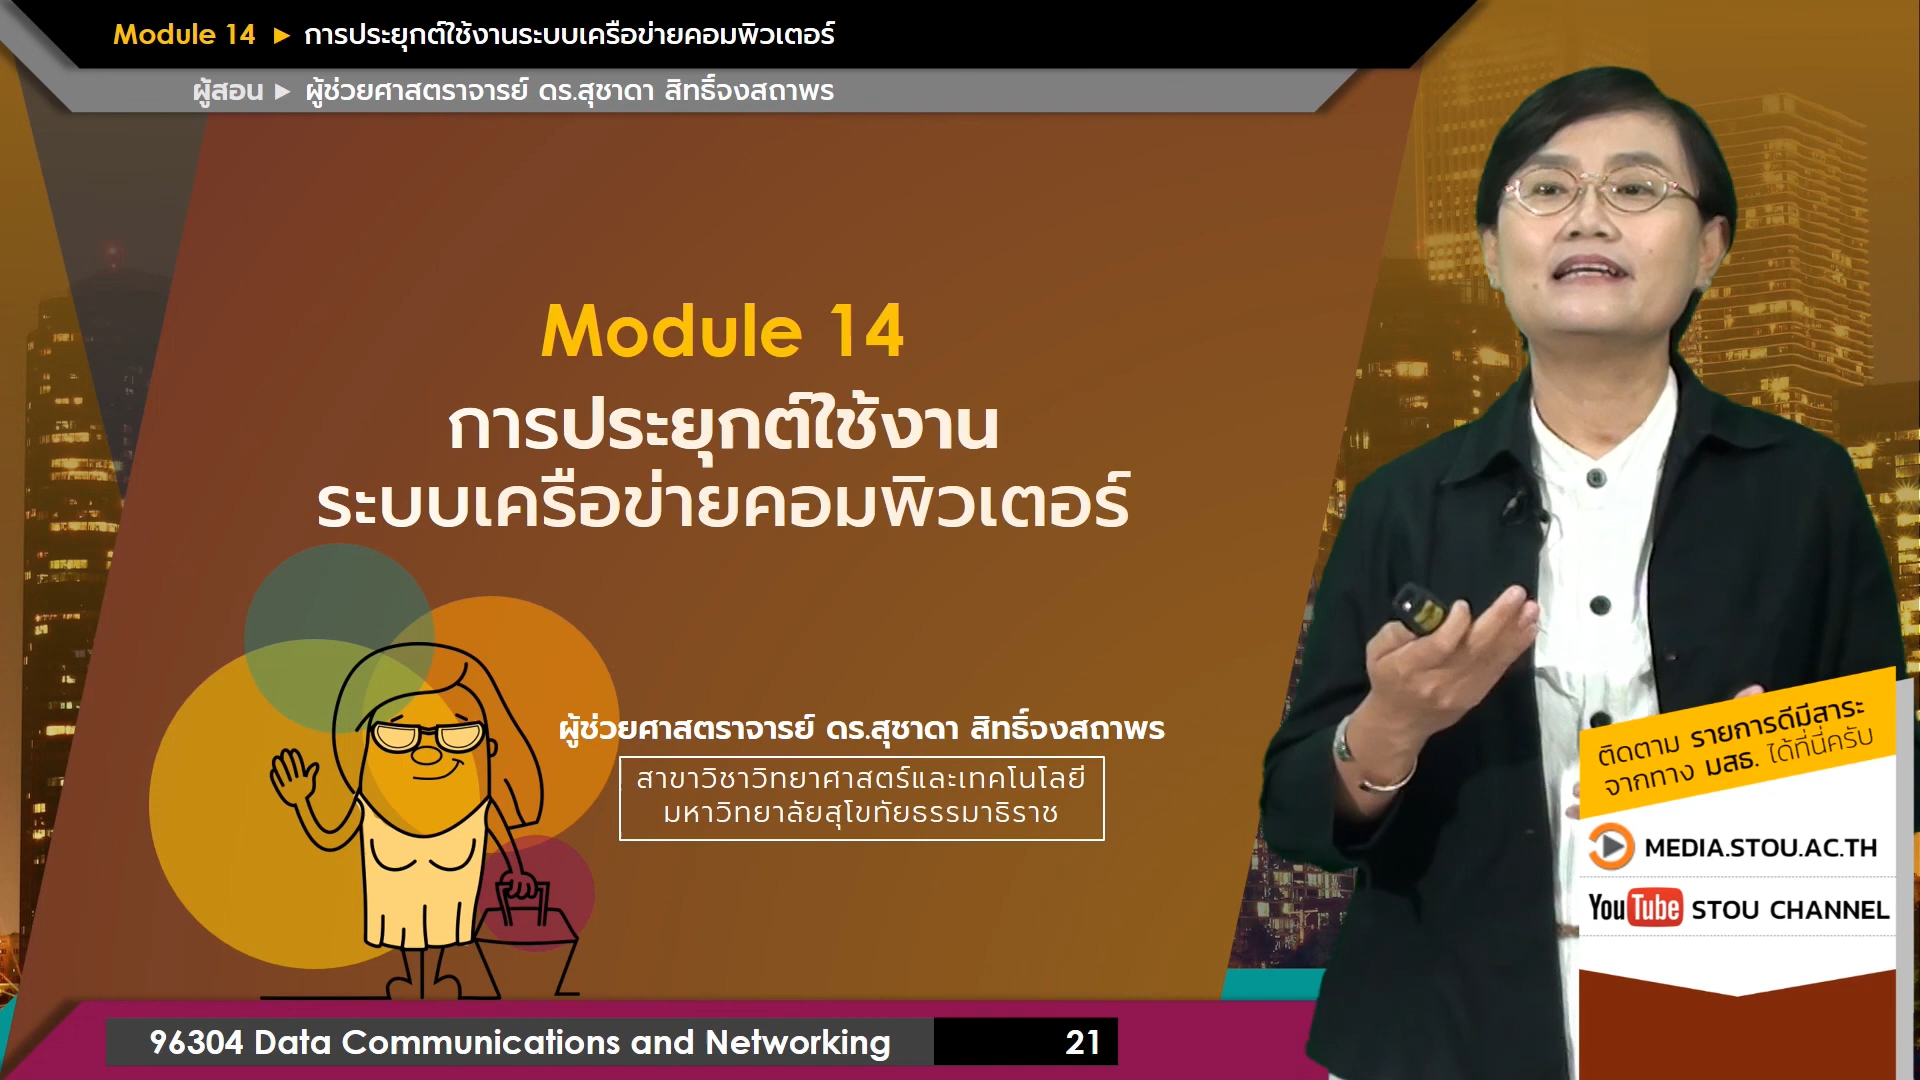 Module 14 ► การประยุกต์ใช้งานระบบเครือข่ายคอมพิวเตอร์
ผู้สอน ► ผู้ช่วยศาสตราจารย์ ดร.สุชาดา สิทธิ์จงสถาพร
Module 14
การประยุกต์ใช้งาน
ระบบเครือข่ายคอมพิวเตอร์
ผู้ช่วยศาสตราจารย์ ดร.สุชาดา สิทธิ์จงสถาพร
สาขาวิชาวิทยาศาสตร์และเทคโนโลยี
มหาวิทยาลัยสุโขทัยธรรมาธิราช
ติดตาม รายการดีมีสาระ
จากทาง มสธ. ได้ที่นี่ครับ
MEDIA.STOU.AC.TH
YouTube STOU CHANNEL
96304 Data Communications and Networking 21